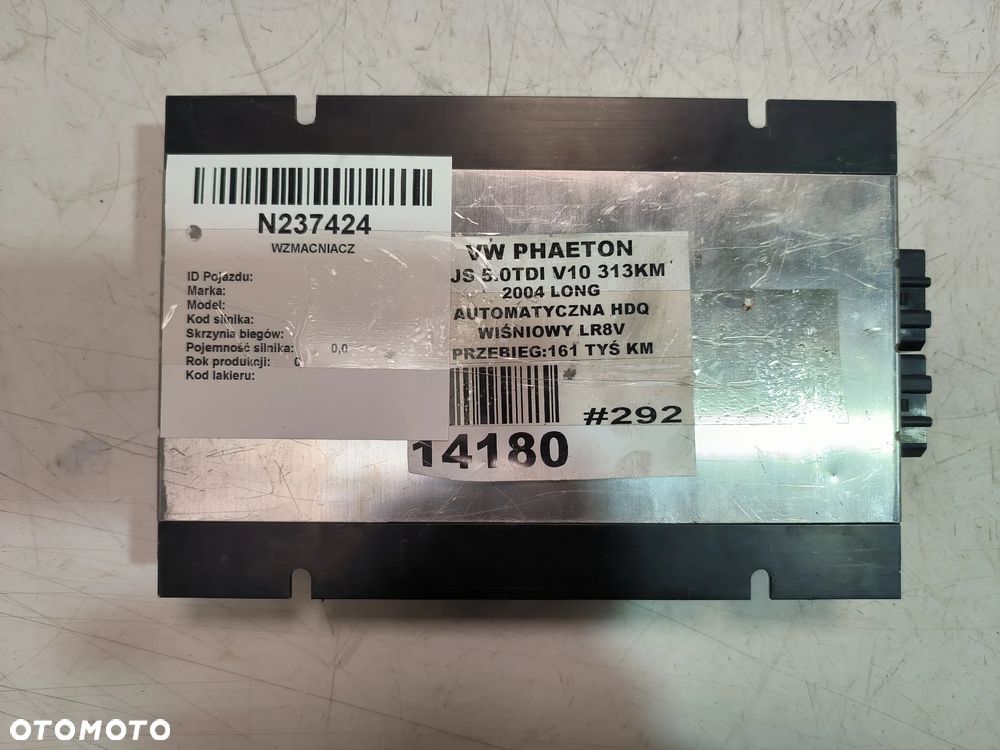 N237424
WZMACNIACZ
ID Pojazdu:
Marka:
Model:
Kod silnika:
Skrzynia biegów:
Pojemność silnika: 0,0
Rok produkcji: 0
Kod lakieru:
VW PHAETON
JS 5.0TDI V10 313KM
2004 LONG
AUTOMATYCZNA HDQ
WIŚNIOWY LR8V
PRZEBIEG:161 TYŚ KM
#292
14180
OTOMOTO